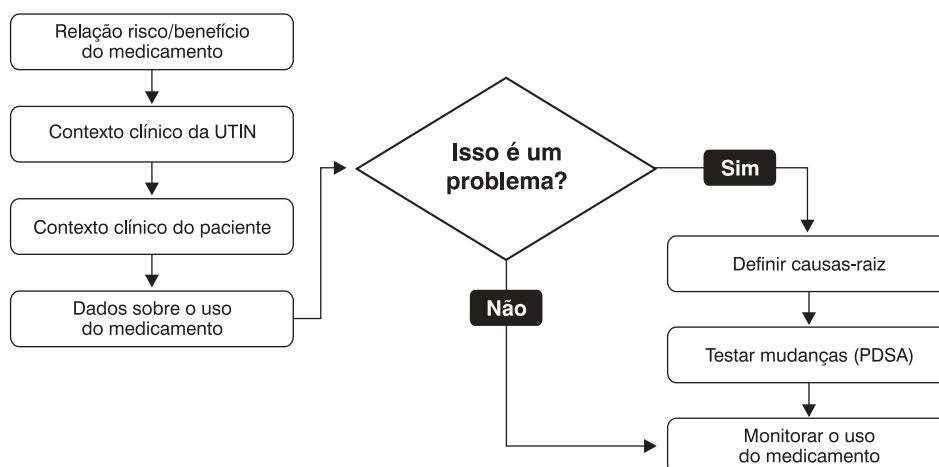 Relação risco/benefício
do medicamento
Contexto clínico da UTIN
Contexto clínico do paciente
Dados sobre o uso
do medicamento
Isso é um
problema?
Sim
Não
Definir causas-raiz
Testar mudanças (PDSA)
Monitorar o uso
do medicamento